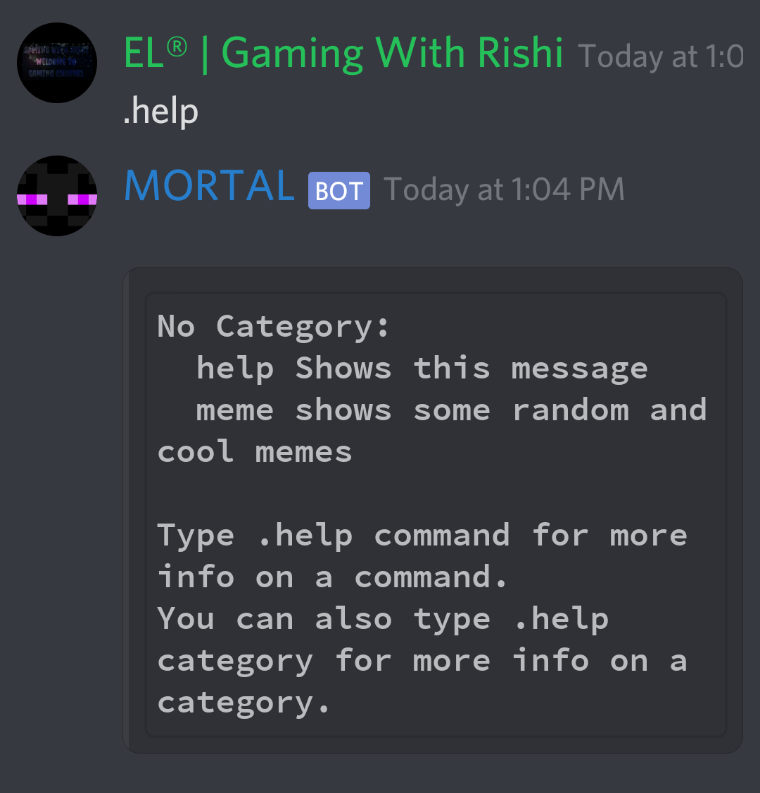 EL® | Gaming With Rishi Today at 1:0
.help
MORTAL BOT Today at 1:04 PM
No Category:
help Shows this message
meme shows some random and
cool memes
Type .help command for more
info on a command.
You can also type .help
category for more info on a
category.